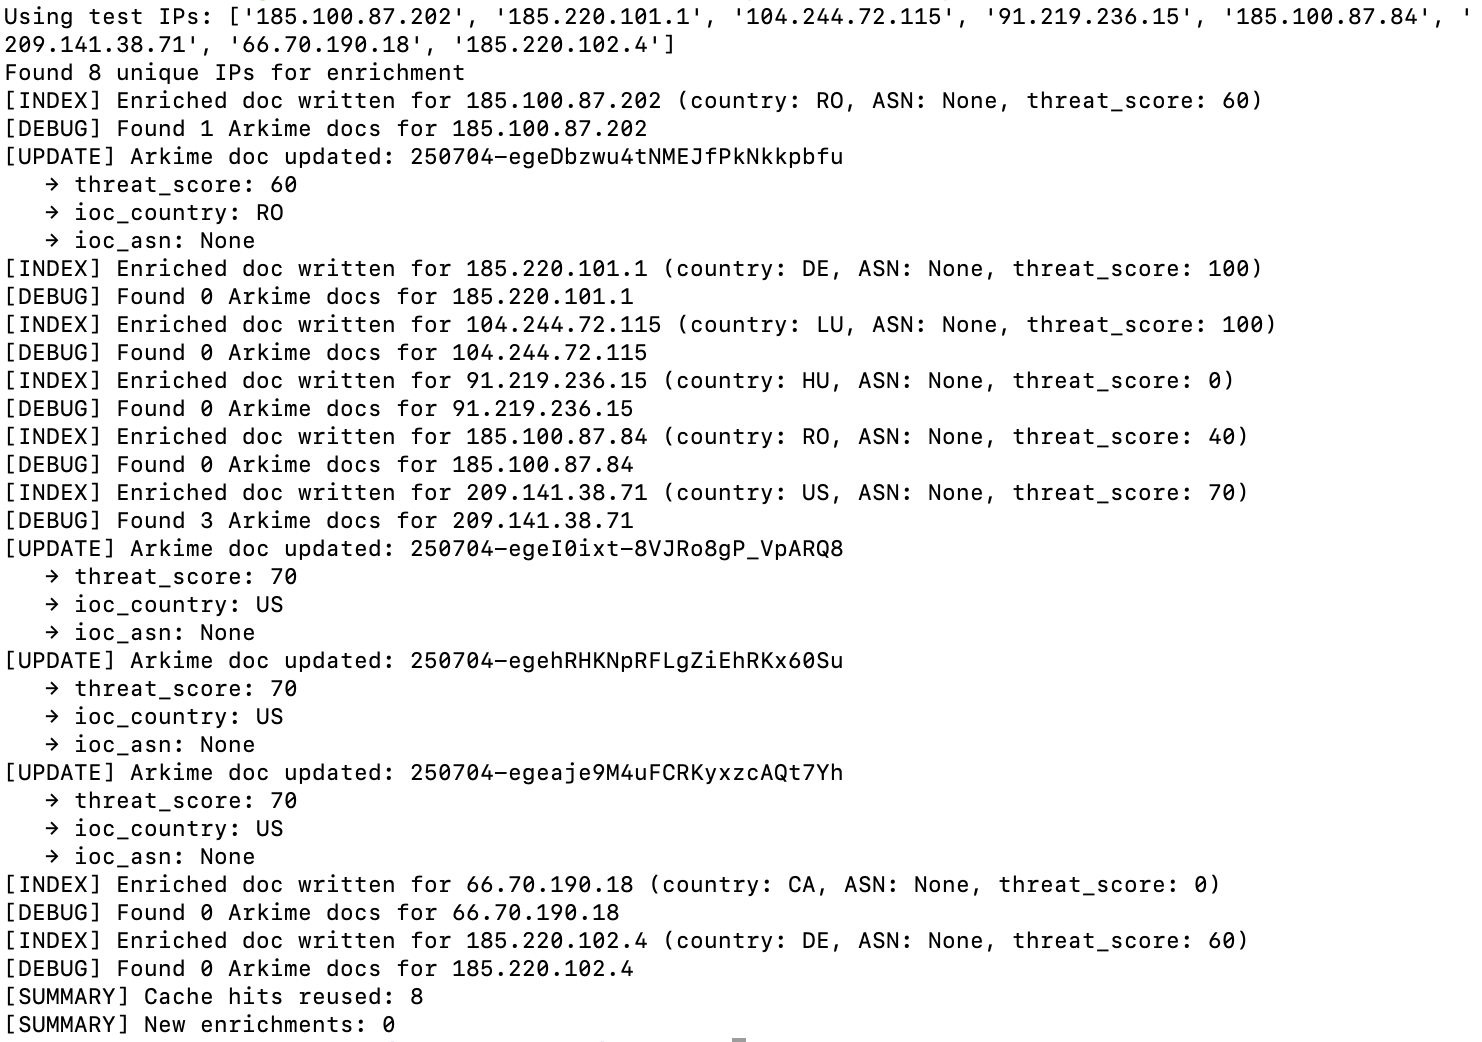 Using test IPs: ['185.100.87.202', '185.220.101.1', '104.244.72.115', '91.219.236.15', '185.100.87.84', '
209.141.38.71', '66.70.190.18', '185.220.102.4']
Found 8 unique IPs for enrichment
[INDEX] Enriched doc written for 185.100.87.202 (country: RO, ASN: None, threat_score: 60)
[DEBUG] Found 1 Arkime docs for 185.100.87.202
[UPDATE] Arkime doc updated: 250704-egeDbzwu4tNMEJfPkNkkpbfu
   → threat_score: 60
   → ioc_country: RO
   → ioc_asn: None
[INDEX] Enriched doc written for 185.220.101.1 (country: DE, ASN: None, threat_score: 100)
[DEBUG] Found 0 Arkime docs for 185.220.101.1
[INDEX] Enriched doc written for 104.244.72.115 (country: LU, ASN: None, threat_score: 100)
[DEBUG] Found 0 Arkime docs for 104.244.72.115
[INDEX] Enriched doc written for 91.219.236.15 (country: HU, ASN: None, threat_score: 0)
[DEBUG] Found 0 Arkime docs for 91.219.236.15
[INDEX] Enriched doc written for 185.100.87.84 (country: RO, ASN: None, threat_score: 40)
[DEBUG] Found 0 Arkime docs for 185.100.87.84
[INDEX] Enriched doc written for 209.141.38.71 (country: US, ASN: None, threat_score: 70)
[DEBUG] Found 3 Arkime docs for 209.141.38.71
[UPDATE] Arkime doc updated: 250704-egeI0ixt-8VJRo8gP_VpARQ8
   → threat_score: 70
   → ioc_country: US
   → ioc_asn: None
[UPDATE] Arkime doc updated: 250704-egehRHKNpRFLgZiEhRKx60Su
   → threat_score: 70
   → ioc_country: US
   → ioc_asn: None
[UPDATE] Arkime doc updated: 250704-egeaje9M4uFCRKyxzcAQt7Yh
   → threat_score: 70
   → ioc_country: US
   → ioc_asn: None
[INDEX] Enriched doc written for 66.70.190.18 (country: CA, ASN: None, threat_score: 0)
[DEBUG] Found 0 Arkime docs for 66.70.190.18
[INDEX] Enriched doc written for 185.220.102.4 (country: DE, ASN: None, threat_score: 60)
[DEBUG] Found 0 Arkime docs for 185.220.102.4
[SUMMARY] Cache hits reused: 8
[SUMMARY] New enrichments: 0